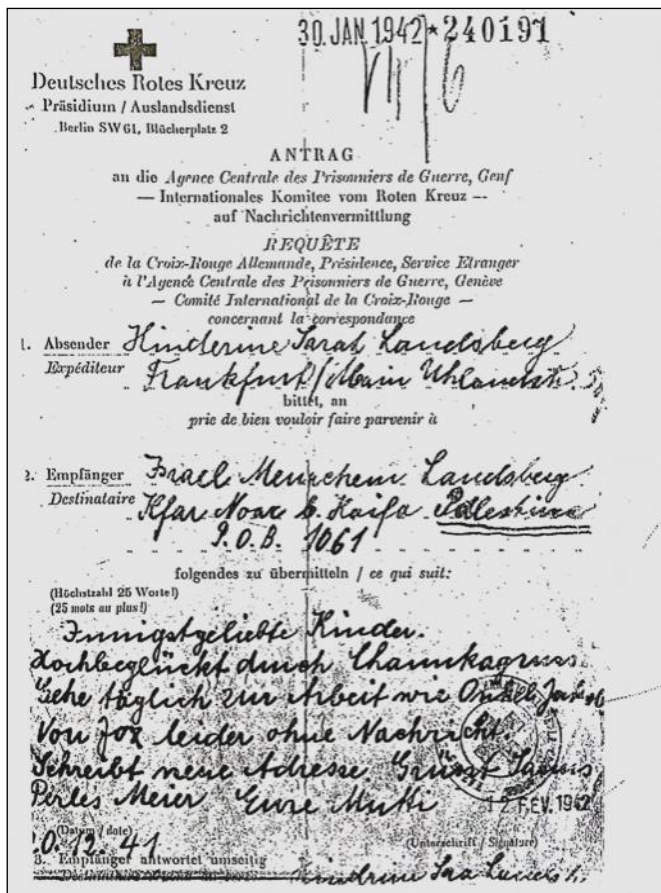 30 JAN. 1942 * 240191
Deutsches Rotes Kreuz
Präsidium / Auslandsdienst
Berlin SW 61, Blücherplatz 2
ANTRAG
an die Agence Centrale des Prisonniers de Guerre, Genf
— Internationales Komitee vom Roten Kreuz —
auf Nachrichtenvermittlung
REQUÊTE
de la Croix-Rouge Allemande, Présidence, Service Etranger
à l'Agence Centrale des Prisonniers de Guerre, Genève
— Comité International de la Croix-Rouge —
concernant la correspondance
1. Absender Hinderine Sarah Landsberg
Expéditeur Frankfurt/Main Uhlandstr.
bittet, an
prie de bien vouloir faire parvenir à
2. Empfänger Israel Menachem Landsberg
Destinataire Kfar Noar b. Haifa Palestina
P.O.B. 1061
folgendes zu übermitteln / ce qui suit:
(Höchstzahl 25 Worte!)
(25 mots au plus!)
Innigstgeliebte Kinder.
Hochbeglückt durch Chanukagruss
Gehe täglich zur Arbeit wie Onkel
Von leider ohne Nachricht.
Schreibt neue Adresse. Grüsst
Perles Meier Eure Mutti
12 FEV. 1942
(Datum / date) (Unterschrift / Signature)
.0.12.41
3. Empfänger antwortet umseitig